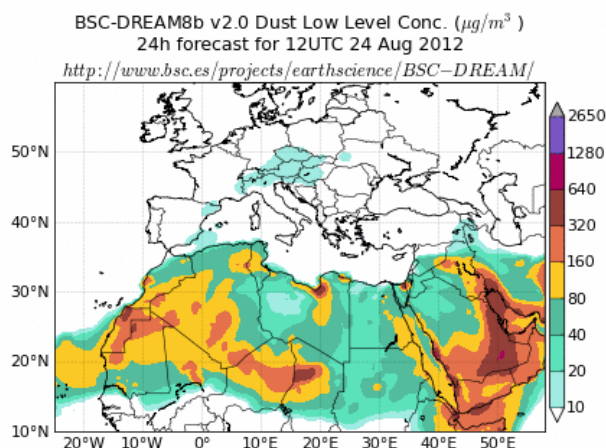 BSC-DREAM8b v2.0 Dust Low Level Conc. (μg/m³ )
24h forecast for 12UTC 24 Aug 2012
http://www.bsc.es/projects/earthscience/BSC−DREAM/
50°N
40°N
30°N
20°N
10°N
20°W 10°W 0° 10°E 20°E 30°E 40°E 50°E
2650
1280
640
320
160
80
40
20
10